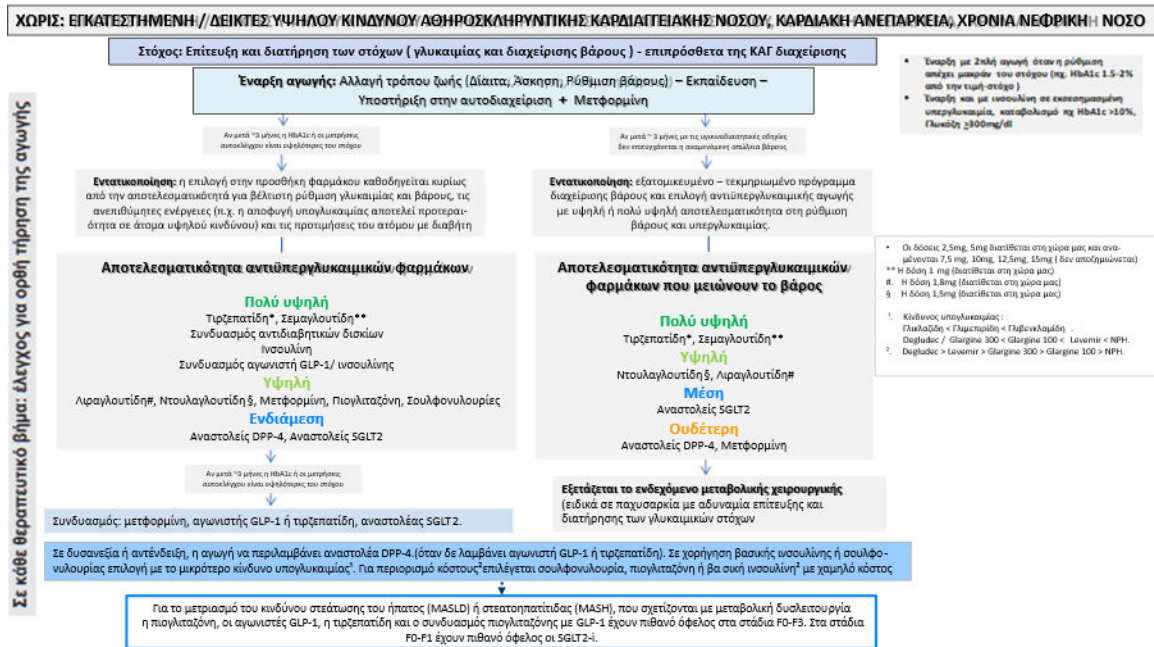 ΧΩΡΙΣ: ΕΓΚΑΤΕΣΤΗΜΕΝΗ / ΔΕΙΚΤΕΣ ΥΨΗΛΟΥ ΚΙΝΔΥΝΟΥ ΑΘΗΡΟΣΚΛΗΡΥΝΤΙΚΗΣ ΚΑΡΔΙΑΓΓΕΙΑΚΗΣ ΝΟΣΟΥ, ΚΑΡΔΙΑΚΗ ΑΝΕΠΑΡΚΕΙΑ, ΧΡΟΝΙΑ ΝΕΦΡΙΚΗ ΝΟΣΟ
Σε κάθε θεραπευτικό βήμα: έλεγχος για ορθή τήρηση της αγωγής
Στόχος: Επίτευξη και διατήρηση των στόχων ( γλυκαιμίας και διαχείρισης βάρους ) - επιπρόσθετα της ΚΑΓ διαχείρισης
Έναρξη αγωγής: Αλλαγή τρόπου ζωής (Δίαιτα, Άσκηση, Ρύθμιση βάρους) – Εκπαίδευση –
Υποστήριξη στην αυτοδιαχείριση + Μετφορμίνη
▪ Έναρξη με 2πλή αγωγή όταν η ρύθμιση
απέχει μακράν του στόχου (πχ. HbA1c 1.5-2%
από την τιμή-στόχο )
▪ Έναρξη και με ινσουλίνη σε εκσεσημασμένη
υπεργλυκαιμία, καταβολισμό πχ HbA1c >10%,
Γλυκόζη ≥300mg/dl
Αν μετά ~3 μήνες η HbA1c ή οι μετρήσεις
αυτοελέγχου είναι υψηλότερες του στόχου
Εντατικοποίηση: η επιλογή στην προσθήκη φαρμάκου καθοδηγείται κυρίως
από την αποτελεσματικότητα για βέλτιστη ρύθμιση γλυκαιμίας και βάρους, τις
ανεπιθύμητες ενέργειες (π.χ. η αποφυγή υπογλυκαιμίας αποτελεί προτεραι-
ότητα σε άτομα υψηλού κινδύνου) και τις προτιμήσεις του ατόμου με διαβήτη
Αποτελεσματικότητα αντιϋπεργλυκαιμικών φαρμάκων
Πολύ υψηλή
Τιρζεπατίδη*, Σεμαγλουτίδη**
Συνδυασμός αντιδιαβητικών δισκίων
Ινσουλίνη
Συνδυασμός αγωνιστή GLP-1/ ινσουλίνης
Υψηλή
Λιραγλουτίδη#, Ντουλαγλουτίδη§, Μετφορμίνη, Πιογλιταζόνη, Σουλφονυλουρίες
Ενδιάμεση
Αναστολείς DPP-4, Αναστολείς SGLT2
Αν μετά ~3 μήνες η HbA1c ή οι μετρήσεις
αυτοελέγχου είναι υψηλότερες του στόχου
Συνδυασμός: μετφορμίνη, αγωνιστής GLP-1 ή τιρζεπατίδη, αναστολέας SGLT2.
Αν μετά ~ 3 μήνες με τις υγιεινοδιαιτητικές οδηγίες
δεν επιτυγχάνεται η αναμενόμενη απώλεια βάρους
Εντατικοποίηση: εξατομικευμένο – τεκμηριωμένο πρόγραμμα
διαχείρισης βάρους και επιλογή αντιϋπεργλυκαιμικής αγωγής
με υψηλή ή πολύ υψηλή αποτελεσματικότητα στη ρύθμιση
βάρους και υπεργλυκαιμίας.
Αποτελεσματικότητα αντιϋπεργλυκαιμικών
φαρμάκων που μειώνουν το βάρος
Πολύ υψηλή
Τιρζεπατίδη*, Σεμαγλουτίδη**
Υψηλή
Ντουλαγλουτίδη§, Λιραγλουτίδη#
Μέση
Αναστολείς SGLT2
Ουδέτερη
Αναστολείς DPP-4, Μετφορμίνη
Εξετάζεται το ενδεχόμενο μεταβολικής χειρουργικής
(ειδικά σε παχυσαρκία με αδυναμία επίτευξης και
διατήρησης των γλυκαιμικών στόχων
* Οι δόσεις 2,5mg, 5mg διατίθεται στη χώρα μας και ανα-
μένονται 7,5 mg, 10mg, 12,5mg, 15mg ( δεν αποζημιώνεται)
** Η δόση 1 mg (διατίθεται στη χώρα μας)
#. Η δόση 1,8mg (διατίθεται στη χώρα μας)
§ Η δόση 1,5mg (διατίθεται στη χώρα μας)
¹. Κίνδυνος υπογλυκαιμίας :
Γλικλαζίδη < Γλιμεπιρίδη < Γλιβενκλαμίδη .
Degludec / Glargine 300 < Glargine 100 < Levemir < NPH.
². Degludec > Levemir > Glargine 300 > Glargine 100 > NPH.
Σε δυσανεξία ή αντένδειξη, η αγωγή να περιλαμβάνει αναστολέα DPP-4.(όταν δε λαμβάνει αγωνιστή GLP-1 ή τιρζεπατίδη). Σε χορήγηση βασικής ινσουλίνης ή σουλφο-
νυλουρίας επιλογή με το μικρότερο κίνδυνο υπογλυκαιμίας¹. Για περιορισμό κόστους²επιλέγεται σουλφονυλουρία, πιογλιταζόνη ή βα σική ινσουλίνη² με χαμηλό κόστος
Για το μετριασμό του κινδύνου στεάτωσης του ήπατος (MASLD) ή στεατοηπατίτιδας (MASH), που σχετίζονται με μεταβολική δυσλειτουργία
η πιογλιταζόνη, οι αγωνιστές GLP-1, η τιρζεπατίδη και ο συνδυασμός πιογλιταζόνης με GLP-1 έχουν πιθανό όφελος στα στάδια F0-F3. Στα στάδια
F0-F1 έχουν πιθανό όφελος οι SGLT2-i.